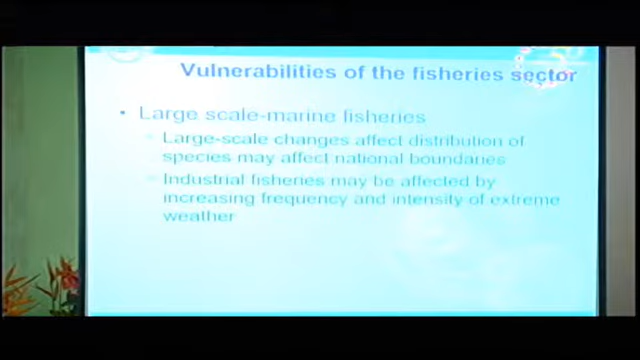 Vulnerabilities of the fisheries sector
• Large scale-marine fisheries
Large-scale changes affect distribution of
species may affect national boundaries
Industrial fisheries may be affected by
increasing frequency and intensity of extreme
weather